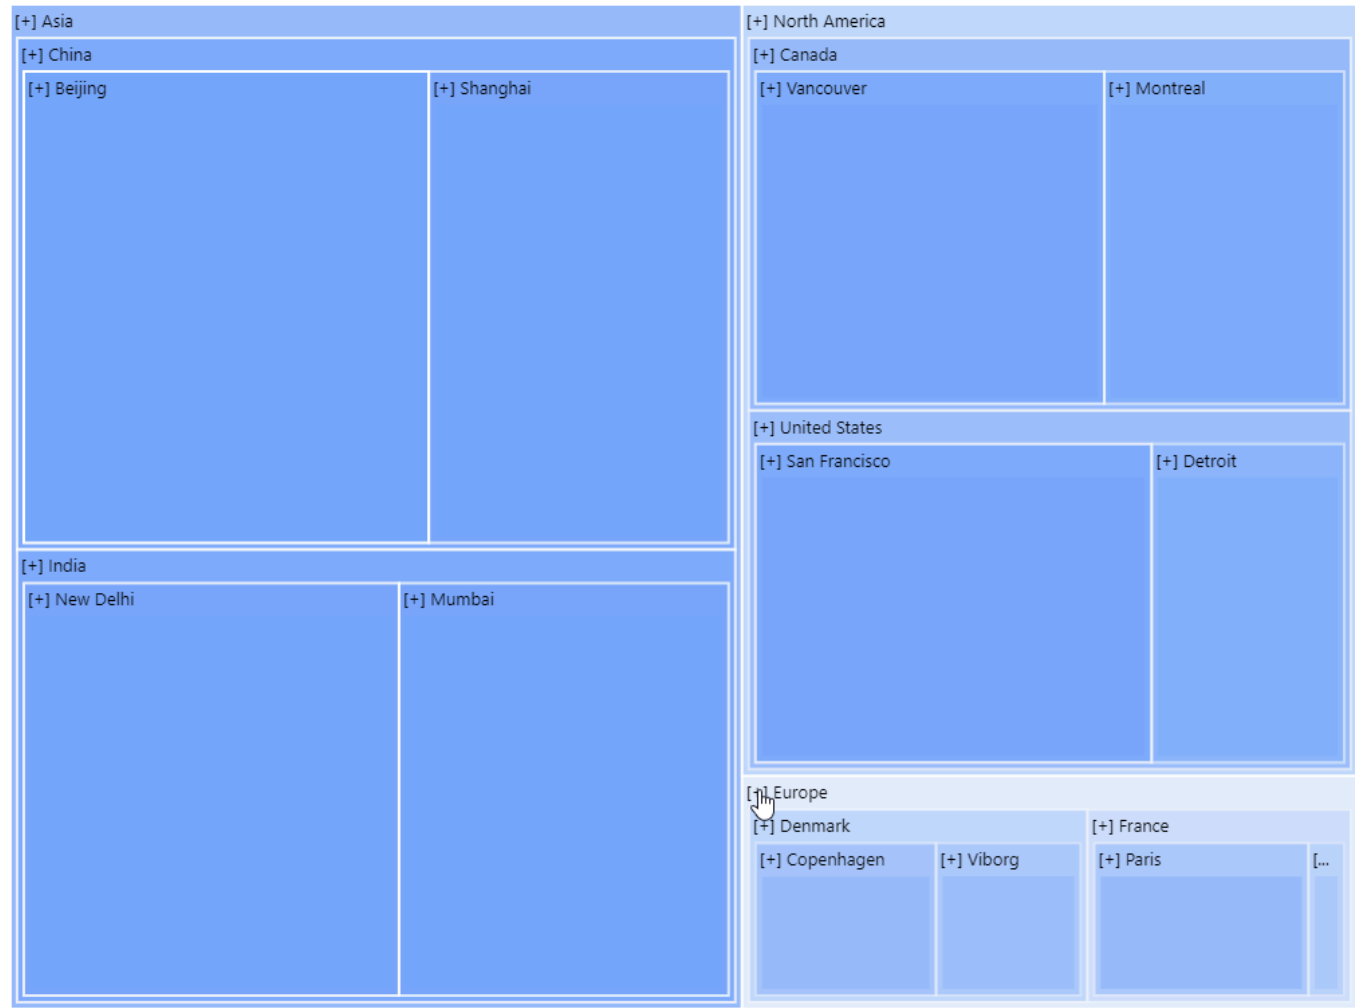 [+] Asia
[+] China
[+] Beijing
[+] Shanghai
[+] India
[+] New Delhi
[+] Mumbai
[+] North America
[+] Canada
[+] Vancouver
[+] Montreal
[+] United States
[+] San Francisco
[+] Detroit
[+] Europe
[+] Denmark
[+] Copenhagen
[+] Viborg
[+] France
[+] Paris
[...